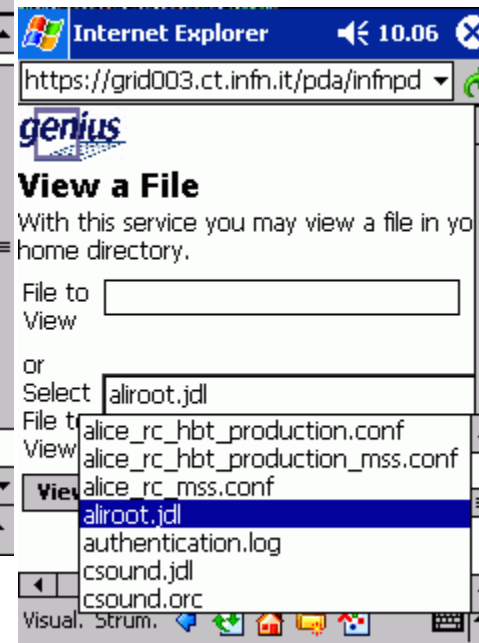 Internet Explorer 10.06
https://grid003.ct.infn.it/pda/infnpd
genius
View a File
With this service you may view a file in yo
home directory.
File to
View
or
Select aliroot.jdl
File to
View
alice_rc_hbt_production.conf
alice_rc_hbt_production_mss.conf
alice_rc_mss.conf
aliroot.jdl
authentication.log
csound.jdl
csound.orc
View
Visual. Strum.